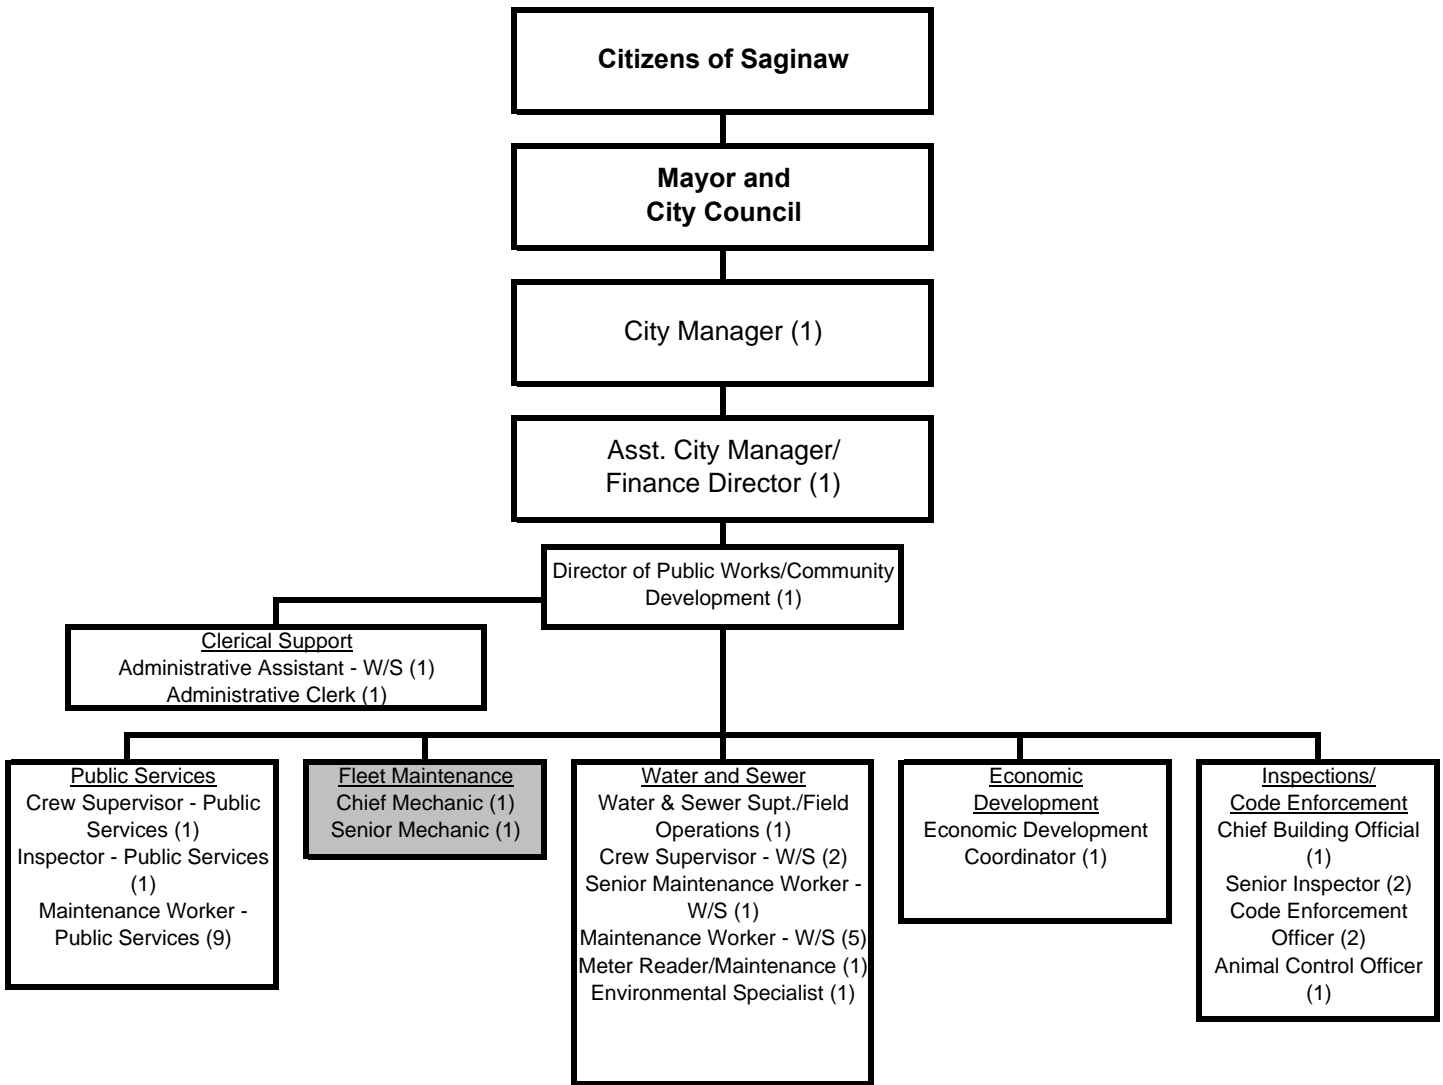 Citizens of Saginaw
Mayor and
City Council
City Manager (1)
Asst. City Manager/
Finance Director (1)
Director of Public Works/Community
Development (1)
Clerical Support
Administrative Assistant - W/S (1)
Administrative Clerk (1)
Public Services
Crew Supervisor - Public
Services (1)
Inspector - Public Services
(1)
Maintenance Worker -
Public Services (9)
Fleet Maintenance
Chief Mechanic (1)
Senior Mechanic (1)
Water and Sewer
Water & Sewer Supt./Field
Operations (1)
Crew Supervisor - W/S (2)
Senior Maintenance Worker -
W/S (1)
Maintenance Worker - W/S (5)
Meter Reader/Maintenance (1)
Environmental Specialist (1)
Economic
Development
Economic Development
Coordinator (1)
Inspections/
Code Enforcement
Chief Building Official
(1)
Senior Inspector (2)
Code Enforcement
Officer (2)
Animal Control Officer
(1)